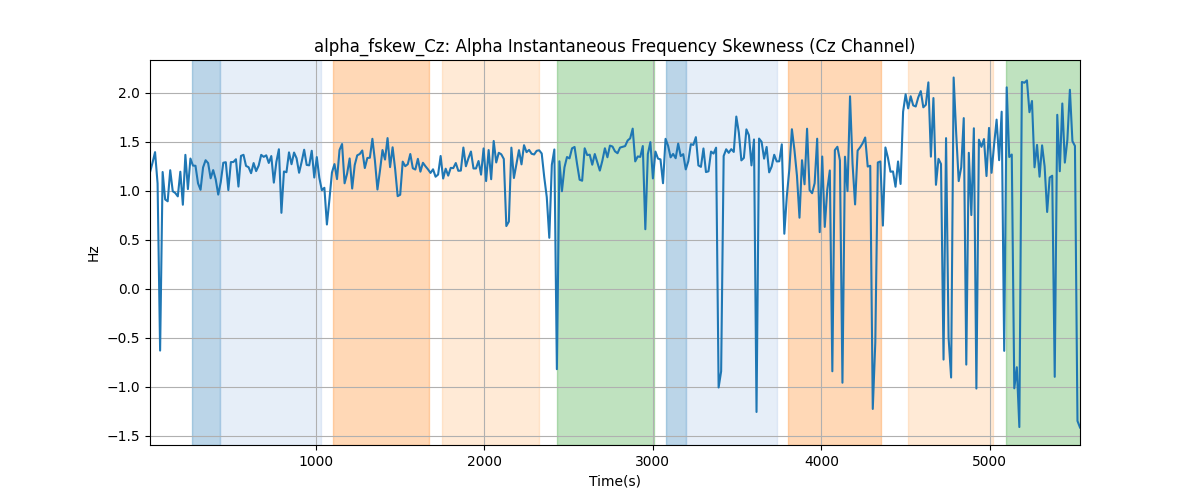 alpha_fskew_Cz: Alpha Instantaneous Frequency Skewness (Cz Channel)
2.0
1.5
1.0
0.5
0.0
−0.5
−1.0
−1.5
Hz
1000 2000 3000 4000 5000
Time(s)